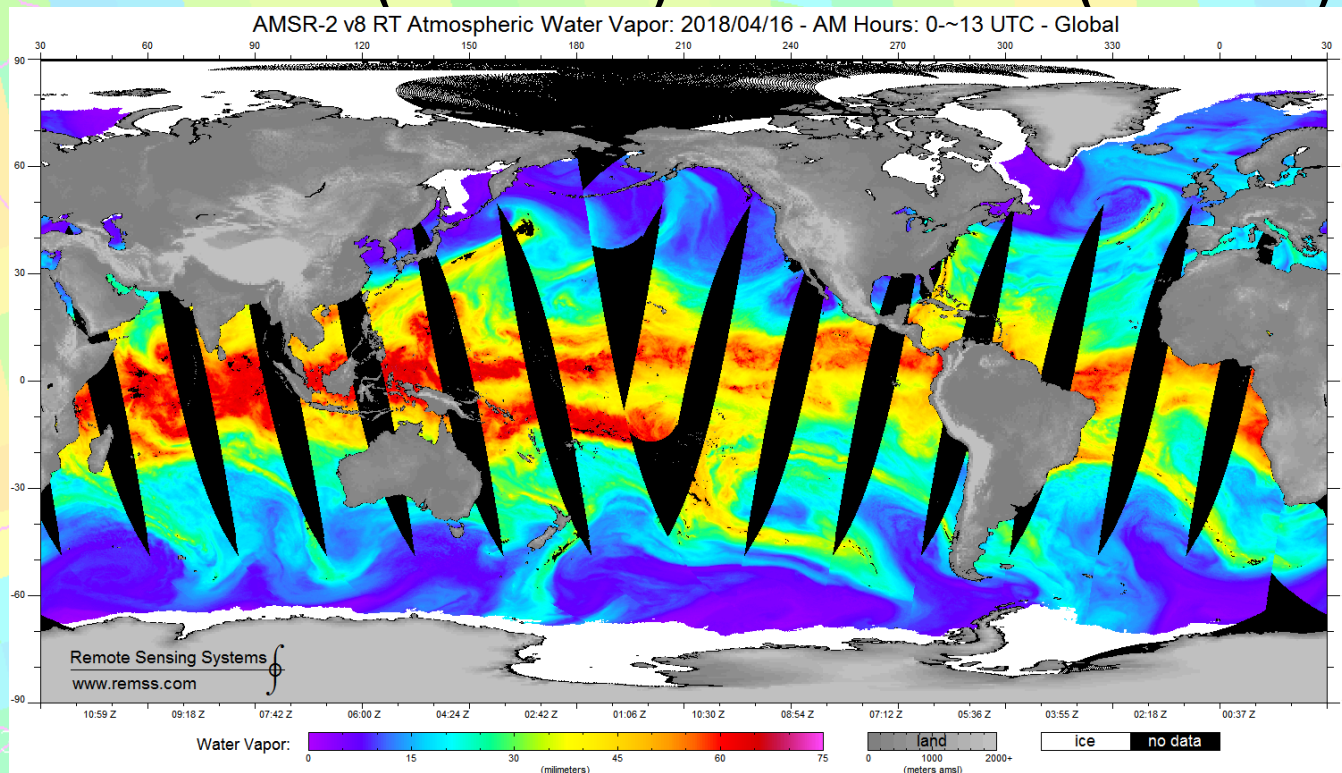 AMSR-2 v8 RT Atmospheric Water Vapor: 2018/04/16 - AM Hours: 0-~13 UTC - Global
30 60 90 120 150 180 210 240 270 300 330 0 30
90
60
30
0
-30
-60
-90
Remote Sensing Systems
www.remss.com
10:59 Z 09:18 Z 07:42 Z 06:00 Z 04:24 Z 02:42 Z 01:06 Z 10:30 Z 08:54 Z 07:12 Z 05:36 Z 03:55 Z 02:18 Z 00:37 Z
Water Vapor: land ice no data
0 15 30 45 60 75 0 1000 2000+
(milimeters) (meters amsl)